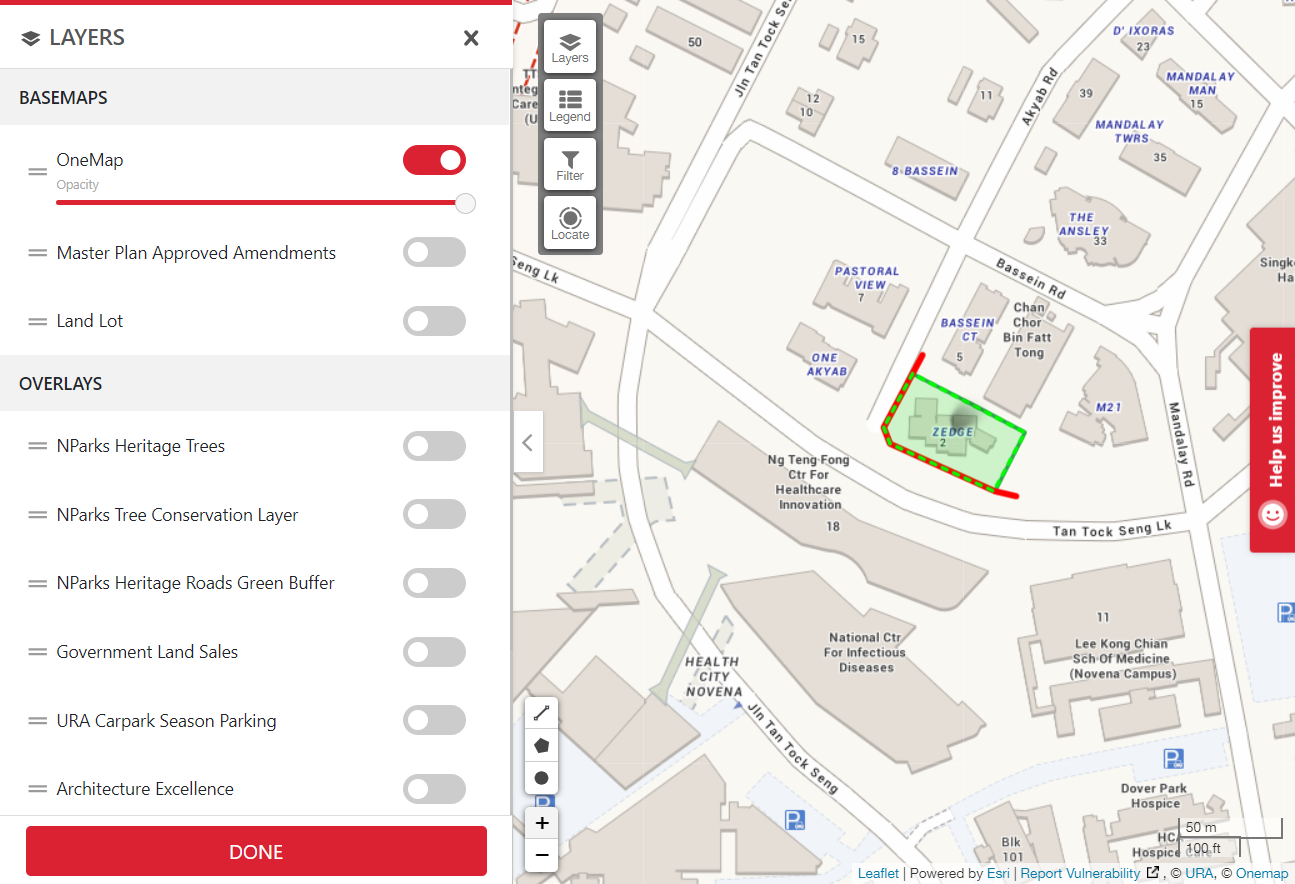 LAYERS
BASEMAPS
OneMap
Opacity
Master Plan Approved Amendments
Land Lot
OVERLAYS
NParks Heritage Trees
NParks Tree Conservation Layer
NParks Heritage Roads Green Buffer
Government Land Sales
URA Carpark Season Parking
Architecture Excellence
DONE
Layers
Legend
Filter
Locate
50
15
Jln Tan Tock Seng
D' IXORAS
23
12
10
11
Akyab Rd
39
MANDALAY
MAN
15
MANDALAY
TWRS
35
8 BASSEIN
THE
ANSLEY
33
Seng Lk
PASTORAL
VIEW
7
Bassein Rd
BASSEIN
CT
5
Chan
Chor
Bin Fatt
Tong
ONE
AKYAB
ZEDGE
2
M21
Mandalay Rd
Help us improve
Ng Teng Fong
Ctr For
Healthcare
Innovation
18
Tan Tock Seng Lk
National Ctr
For Infectious
Diseases
11
Lee Kong Chian
Sch Of Medicine
(Novena Campus)
HEALTH
CITY
NOVENA
Jln Tan Tock Seng
P
P
P
P
Dover Park
Hospice
Blk
101
Hospice
+
−
50 m
100 ft
Leaflet | Powered by Esri | Report Vulnerability , © URA, © Onemap